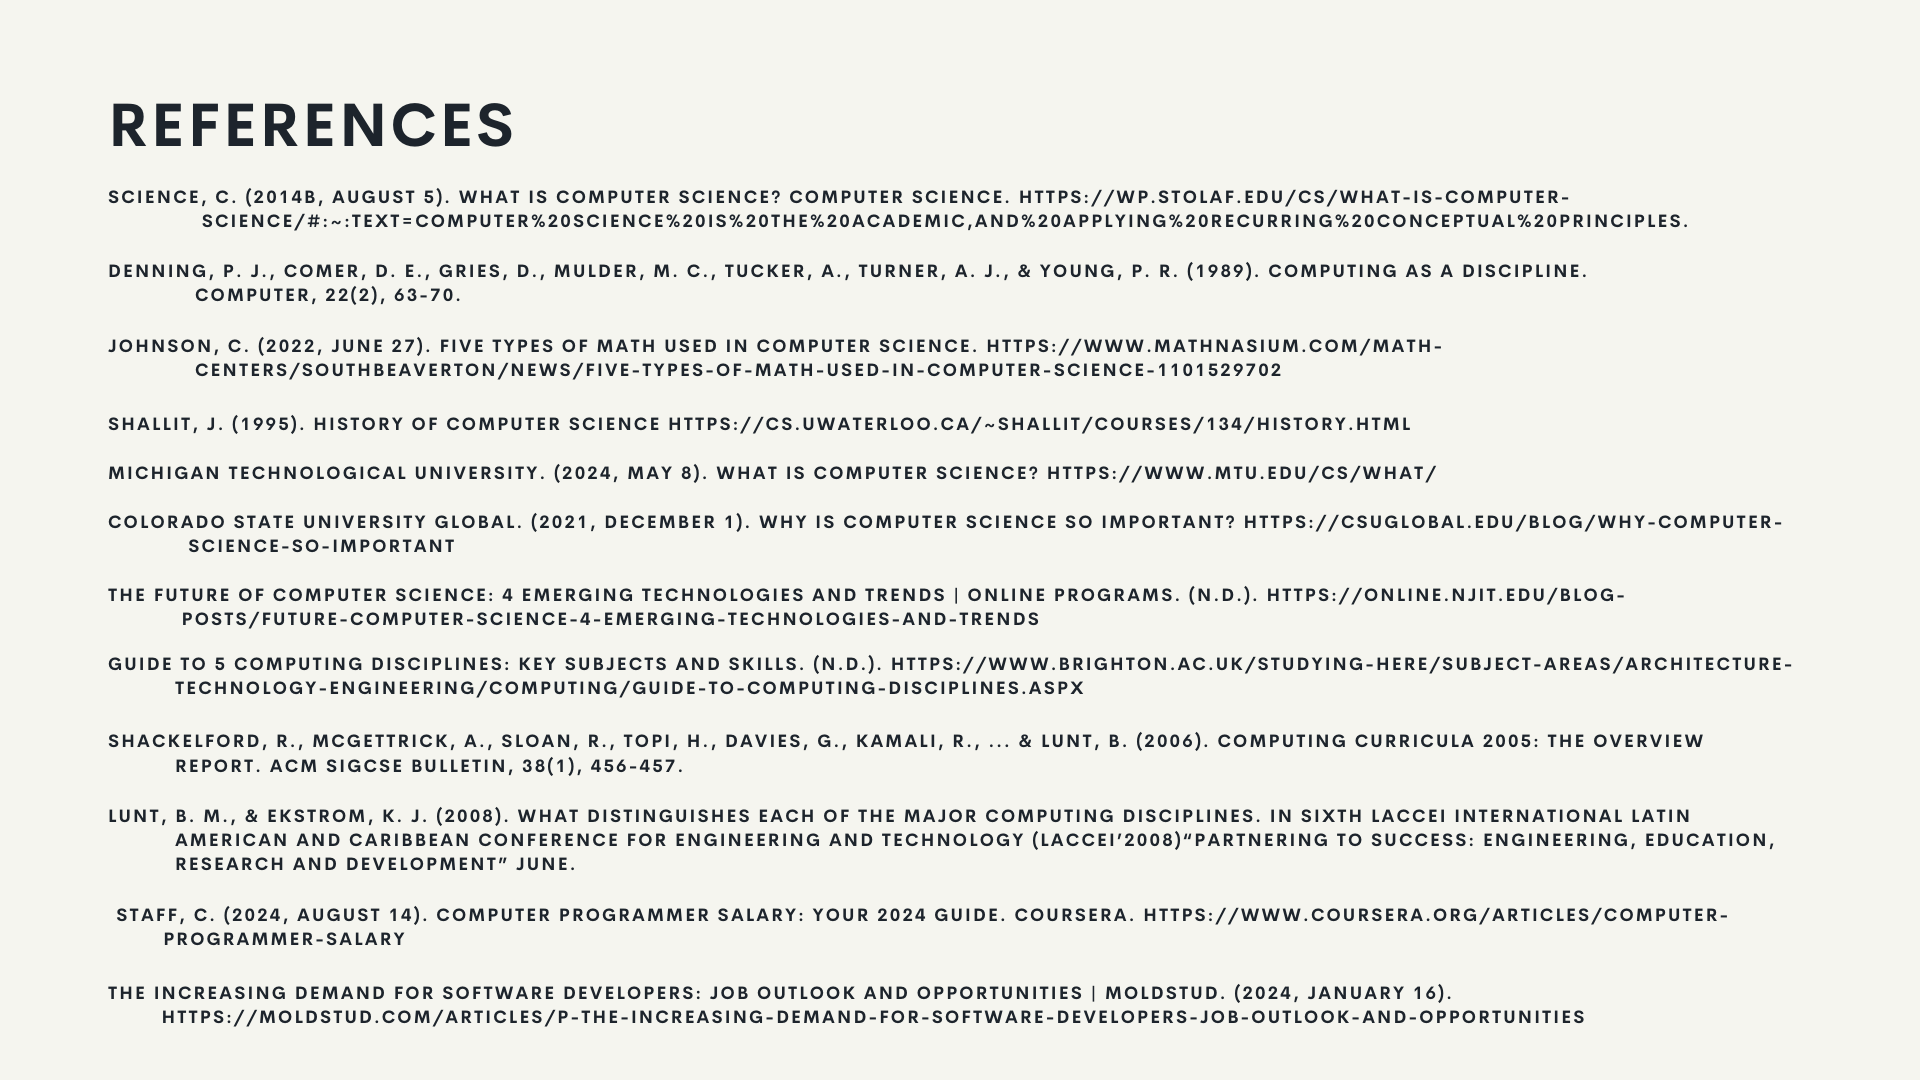 REFERENCES
SCIENCE, C. (2014B, AUGUST 5). WHAT IS COMPUTER SCIENCE? COMPUTER SCIENCE. HTTPS://WP.STOLAF.EDU/CS/WHAT-IS-COMPUTER-
SCIENCE/#:~:TEXT=COMPUTER%20SCIENCE%20IS%20THE%20ACADEMIC,AND%20APPLYING%20RECURRING%20CONCEPTUAL%20PRINCIPLES.
DENNING, P. J., COMER, D. E., GRIES, D., MULDER, M. C., TUCKER, A., TURNER, A. J., & YOUNG, P. R. (1989). COMPUTING AS A DISCIPLINE.
COMPUTER, 22(2), 63-70.
JOHNSON, C. (2022, JUNE 27). FIVE TYPES OF MATH USED IN COMPUTER SCIENCE. HTTPS://WWW.MATHNASIUM.COM/MATH-
CENTERS/SOUTHBEAVERTON/NEWS/FIVE-TYPES-OF-MATH-USED-IN-COMPUTER-SCIENCE-1101529702
SHALLIT, J. (1995). HISTORY OF COMPUTER SCIENCE HTTPS://CS.UWATERLOO.CA/~SHALLIT/COURSES/134/HISTORY.HTML
MICHIGAN TECHNOLOGICAL UNIVERSITY. (2024, MAY 8). WHAT IS COMPUTER SCIENCE? HTTPS://WWW.MTU.EDU/CS/WHAT/
COLORADO STATE UNIVERSITY GLOBAL. (2021, DECEMBER 1). WHY IS COMPUTER SCIENCE SO IMPORTANT? HTTPS://CSUGLOBAL.EDU/BLOG/WHY-COMPUTER-
SCIENCE-SO-IMPORTANT
THE FUTURE OF COMPUTER SCIENCE: 4 EMERGING TECHNOLOGIES AND TRENDS | ONLINE PROGRAMS. (N.D.). HTTPS://ONLINE.NJIT.EDU/BLOG-
POSTS/FUTURE-COMPUTER-SCIENCE-4-EMERGING-TECHNOLOGIES-AND-TRENDS
GUIDE TO 5 COMPUTING DISCIPLINES: KEY SUBJECTS AND SKILLS. (N.D.). HTTPS://WWW.BRIGHTON.AC.UK/STUDYING-HERE/SUBJECT-AREAS/ARCHITECTURE-
TECHNOLOGY-ENGINEERING/COMPUTING/GUIDE-TO-COMPUTING-DISCIPLINES.ASPX
SHACKELFORD, R., MCGETTRICK, A., SLOAN, R., TOPI, H., DAVIES, G., KAMALI, R., ... & LUNT, B. (2006). COMPUTING CURRICULA 2005: THE OVERVIEW
REPORT. ACM SIGCSE BULLETIN, 38(1), 456-457.
LUNT, B. M., & EKSTROM, K. J. (2008). WHAT DISTINGUISHES EACH OF THE MAJOR COMPUTING DISCIPLINES. IN SIXTH LACCEI INTERNATIONAL LATIN
AMERICAN AND CARIBBEAN CONFERENCE FOR ENGINEERING AND TECHNOLOGY (LACCEI’2008)“PARTNERING TO SUCCESS: ENGINEERING, EDUCATION,
RESEARCH AND DEVELOPMENT” JUNE.
STAFF, C. (2024, AUGUST 14). COMPUTER PROGRAMMER SALARY: YOUR 2024 GUIDE. COURSERA. HTTPS://WWW.COURSERA.ORG/ARTICLES/COMPUTER-
PROGRAMMER-SALARY
THE INCREASING DEMAND FOR SOFTWARE DEVELOPERS: JOB OUTLOOK AND OPPORTUNITIES | MOLDSTUD. (2024, JANUARY 16).
HTTPS://MOLDSTUD.COM/ARTICLES/P-THE-INCREASING-DEMAND-FOR-SOFTWARE-DEVELOPERS-JOB-OUTLOOK-AND-OPPORTUNITIES